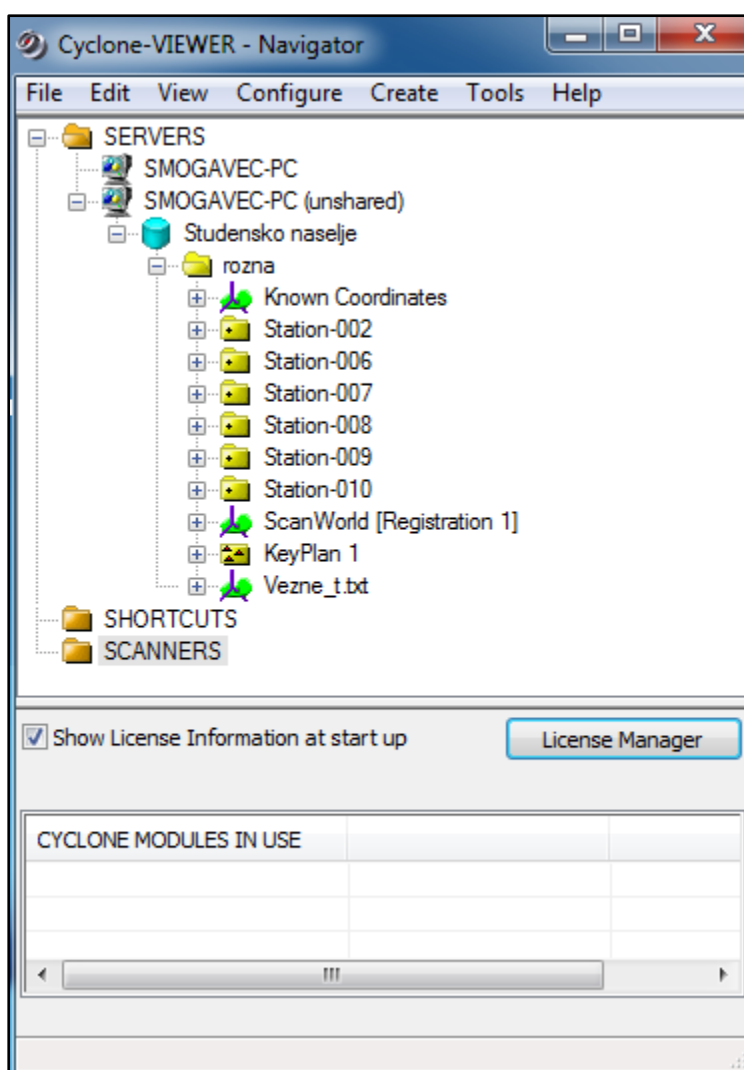 Cyclone-VIEWER - Navigator
File Edit View Configure Create Tools Help
SERVERS
SMOGAVEC-PC
SMOGAVEC-PC (unshared)
Studensko naselje
rozna
Known Coordinates
Station-002
Station-006
Station-007
Station-008
Station-009
Station-010
ScanWorld [Registration 1]
KeyPlan 1
Vezne_t.txt
SHORTCUTS
SCANNERS
Show License Information at start up License Manager
CYCLONE MODULES IN USE